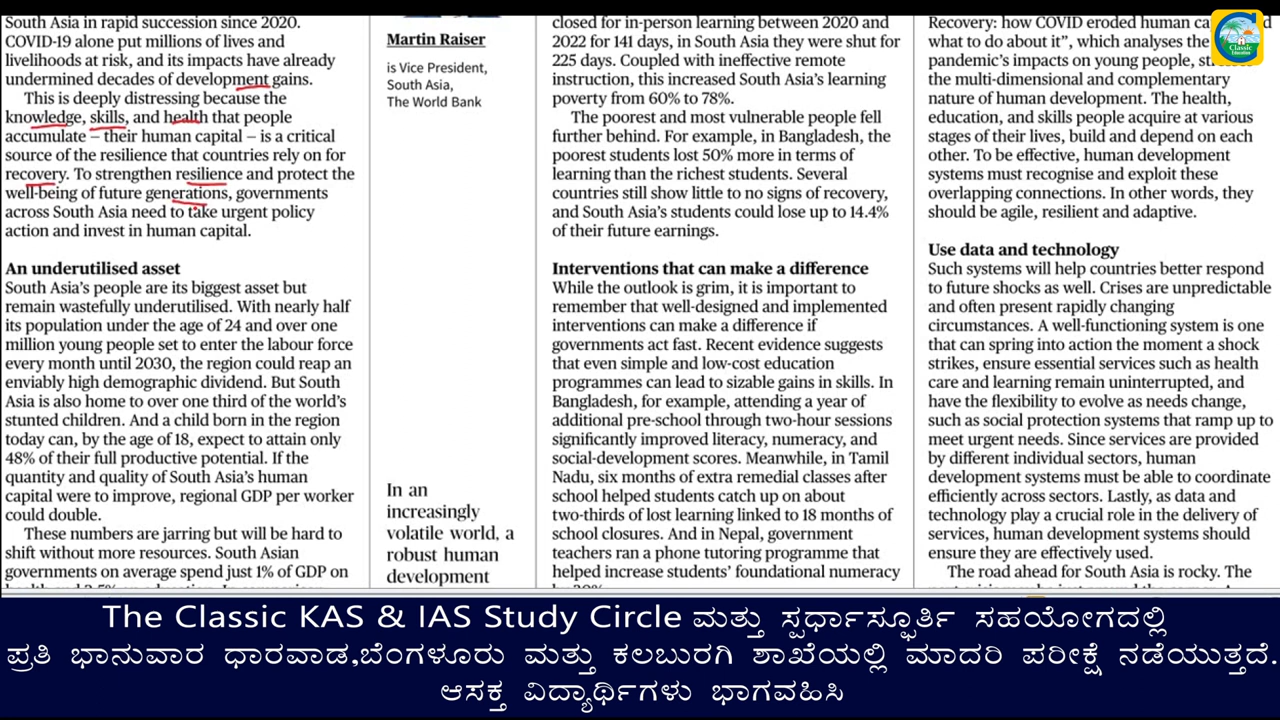 South Asia in rapid succession since 2020.
COVID-19 alone put millions of lives and
livelihoods at risk, and its impacts have already
undermined decades of development gains.
This is deeply distressing because the
knowledge, skills, and health that people
accumulate – their human capital – is a critical
source of the resilience that countries rely on for
recovery. To strengthen resilience and protect the
well-being of future generations, governments
across South Asia need to take urgent policy
action and invest in human capital.
An underutilised asset
South Asia's people are its biggest asset but
remain wastefully underutilised. With nearly half
its population under the age of 24 and over one
million young people set to enter the labour force
every month until 2030, the region could reap an
enviably high demographic dividend. But South
Asia is also home to over one third of the world's
stunted children. And a child born in the region
today can, by the age of 18, expect to attain only
48% of their full productive potential. If the
quantity and quality of South Asia's human
capital were to improve, regional GDP per worker
could double.
These numbers are jarring but will be hard to
shift without more resources. South Asian
governments on average spend just 1% of GDP on
Martin Raiser
is Vice President,
South Asia,
The World Bank
In an
increasingly
volatile world, a
robust human
development
closed for in-person learning between 2020 and
2022 for 141 days, in South Asia they were shut for
225 days. Coupled with ineffective remote
instruction, this increased South Asia's learning
poverty from 60% to 78%.
The poorest and most vulnerable people fell
further behind. For example, in Bangladesh, the
poorest students lost 50% more in terms of
learning than the richest students. Several
countries still show little to no signs of recovery,
and South Asia's students could lose up to 14.4%
of their future earnings.
Interventions that can make a difference
While the outlook is grim, it is important to
remember that well-designed and implemented
interventions can make a difference if
governments act fast. Recent evidence suggests
that even simple and low-cost education
programmes can lead to sizable gains in skills. In
Bangladesh, for example, attending a year of
additional pre-school through two-hour sessions
significantly improved literacy, numeracy, and
social-development scores. Meanwhile, in Tamil
Nadu, six months of extra remedial classes after
school helped students catch up on about
two-thirds of lost learning linked to 18 months of
school closures. And in Nepal, government
teachers ran a phone tutoring programme that
helped increase students' foundational numeracy
Recovery: how COVID eroded human
what to do about it”, which analyses the
pandemic's impacts on young people,
the multi-dimensional and complementary
nature of human development. The health,
education, and skills people acquire at various
stages of their lives, build and depend on each
other. To be effective, human development
systems must recognise and exploit these
overlapping connections. In other words, they
should be agile, resilient and adaptive.
Use data and technology
Such systems will help countries better respond
to future shocks as well. Crises are unpredictable
and often present rapidly changing
circumstances. A well-functioning system is one
that can spring into action the moment a shock
strikes, ensure essential services such as health
care and learning remain uninterrupted, and
have the flexibility to evolve as needs change,
such as social protection systems that ramp up to
meet urgent needs. Since services are provided
by different individual sectors, human
development systems must be able to coordinate
efficiently across sectors. Lastly, as data and
technology play a crucial role in the delivery of
services, human development systems should
ensure they are effectively used.
The road ahead for South Asia is rocky. The
Classic
Education
The Classic KAS & IAS Study Circle ಮತ್ತು ಸ್ಪರ್ಧಾಸ್ಫೂರ್ತಿ ಸಹಯೋಗದಲ್ಲಿ
ಪ್ರತಿ ಭಾನುವಾರ ಧಾರವಾಡ,ಬೆಂಗಳೂರು ಮತ್ತು ಕಲಬುರಗಿ ಶಾಖೆಯಲ್ಲಿ ಮಾದರಿ ಪರೀಕ್ಷೆ ನಡೆಯುತ್ತದೆ.
ಆಸಕ್ತ ವಿದ್ಯಾರ್ಥಿಗಳು ಭಾಗವಹಿಸಿ